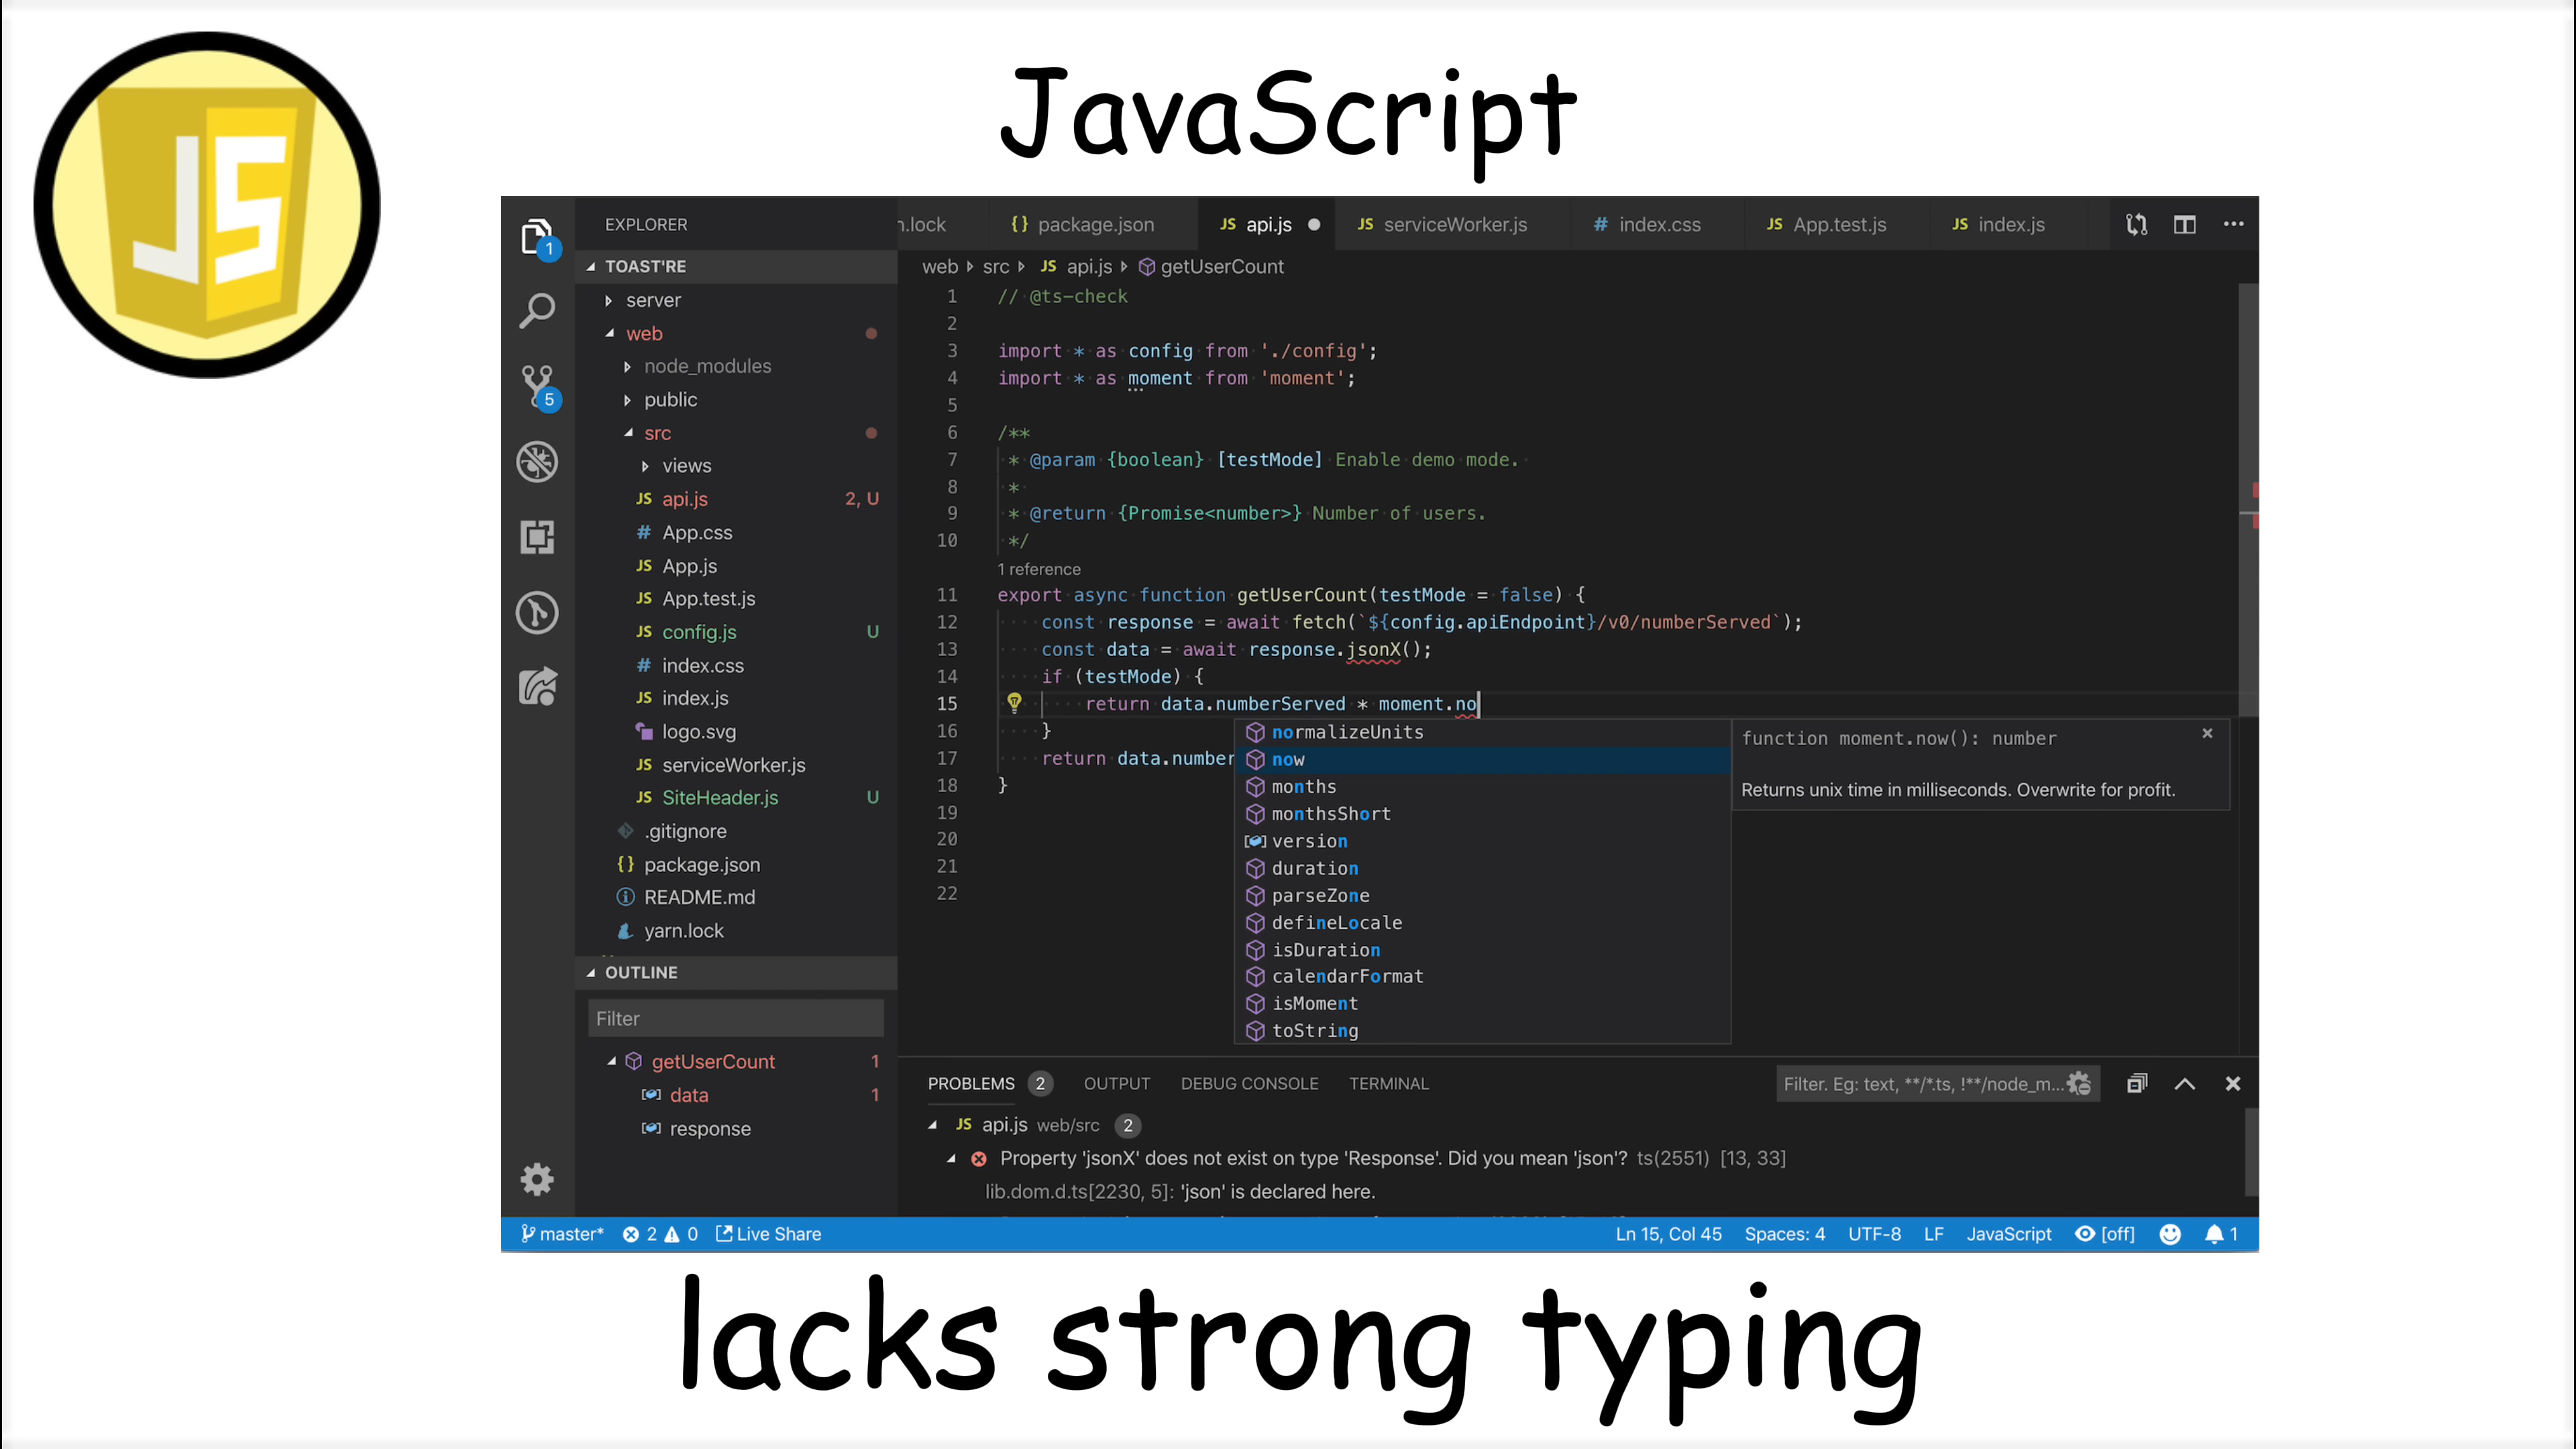 JS
JavaScript
EXPLORER
n.lock
package.json
JS api.js
JS serviceWorker.js
# index.css
JS App.test.js
JS index.js
1
TOAST'RE
server
web
node_modules
public
src
views
JS api.js 2, U
# App.css
JS App.js
JS App.test.js
JS config.js U
# index.css
JS index.js
logo.svg
JS serviceWorker.js
JS SiteHeader.js U
.gitignore
{} package.json
README.md
yarn.lock
5
OUTLINE
Filter
getUserCount 1
data 1
response
web src JS api.js getUserCount
1 // @ts-check
2
3 import * as config from './config';
4 import * as moment from 'moment';
5
6 /**
7 * @param {boolean} [testMode] Enable demo mode.
8 *
9 * @return {Promise<number>} Number of users.
10 */
1 reference
11 export async function getUserCount(testMode = false) {
12 const response = await fetch(`${config.apiEndpoint}/v0/numberServed`);
13 const data = await response.jsonX();
14 if (testMode) {
15 return data.numberServed * moment.no
16 }
17 return data.number
18 }
19
20
21
22
normalizeUnits
now
months
monthsShort
version
duration
parseZone
defineLocale
isDuration
calendarFormat
isMoment
toString
function moment.now(): number
Returns unix time in milliseconds. Overwrite for profit.
PROBLEMS 2 OUTPUT DEBUG CONSOLE TERMINAL
Filter. Eg: text, **/*.ts, !**/node_m...
JS api.js web/src 2
Property 'jsonX' does not exist on type 'Response'. Did you mean 'json'? ts(2551) [13, 33]
lib.dom.d.ts[2230, 5]: 'json' is declared here.
master* 2 0 Live Share
Ln 15, Col 45 Spaces: 4 UTF-8 LF JavaScript [off] 1
lacks strong typing